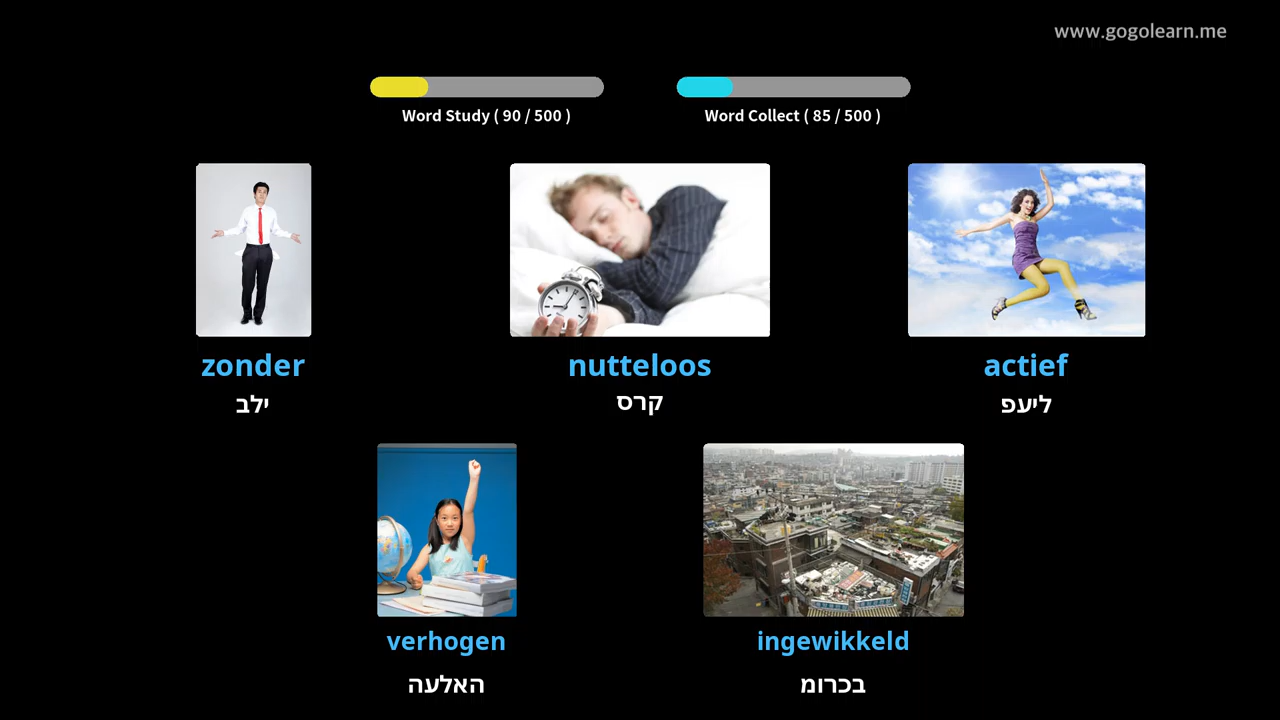 www.gogolearn.me
Word Study ( 90 / 500 )
Word Collect ( 85 / 500 )
zonder
ילב
nutteloos
קרס
actief
ליעפ
verhogen
האלעה
ingewikkeld
בכרומ